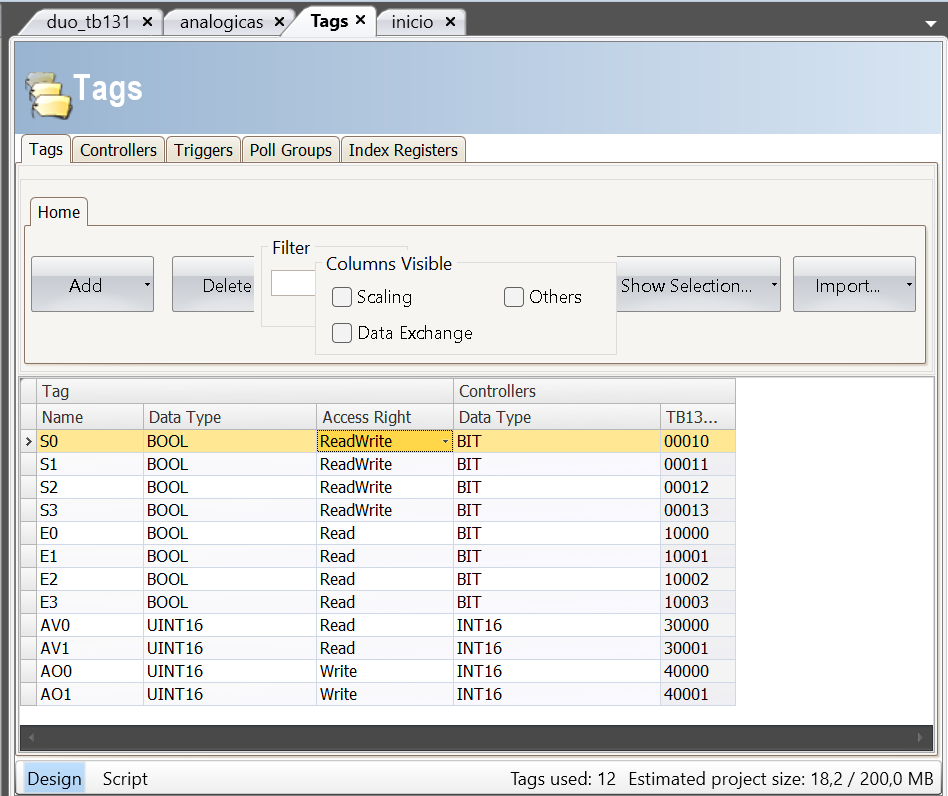 duo_tb131 × analogicas × Tags × inicio ×
Tags
Tags Controllers Triggers Poll Groups Index Registers
Home
Filter
Columns Visible
Add Delete Scaling Others Show Selection... Import...
Data Exchange
Tag Controllers
Name Data Type Access Right Data Type TB13...
S0 BOOL ReadWrite BIT 00010
S1 BOOL ReadWrite BIT 00011
S2 BOOL ReadWrite BIT 00012
S3 BOOL ReadWrite BIT 00013
E0 BOOL Read BIT 10000
E1 BOOL Read BIT 10001
E2 BOOL Read BIT 10002
E3 BOOL Read BIT 10003
AV0 UINT16 Read INT16 30000
AV1 UINT16 Read INT16 30001
AO0 UINT16 Write INT16 40000
AO1 UINT16 Write INT16 40001
Design Script Tags used: 12 Estimated project size: 18,2 / 200,0 MB